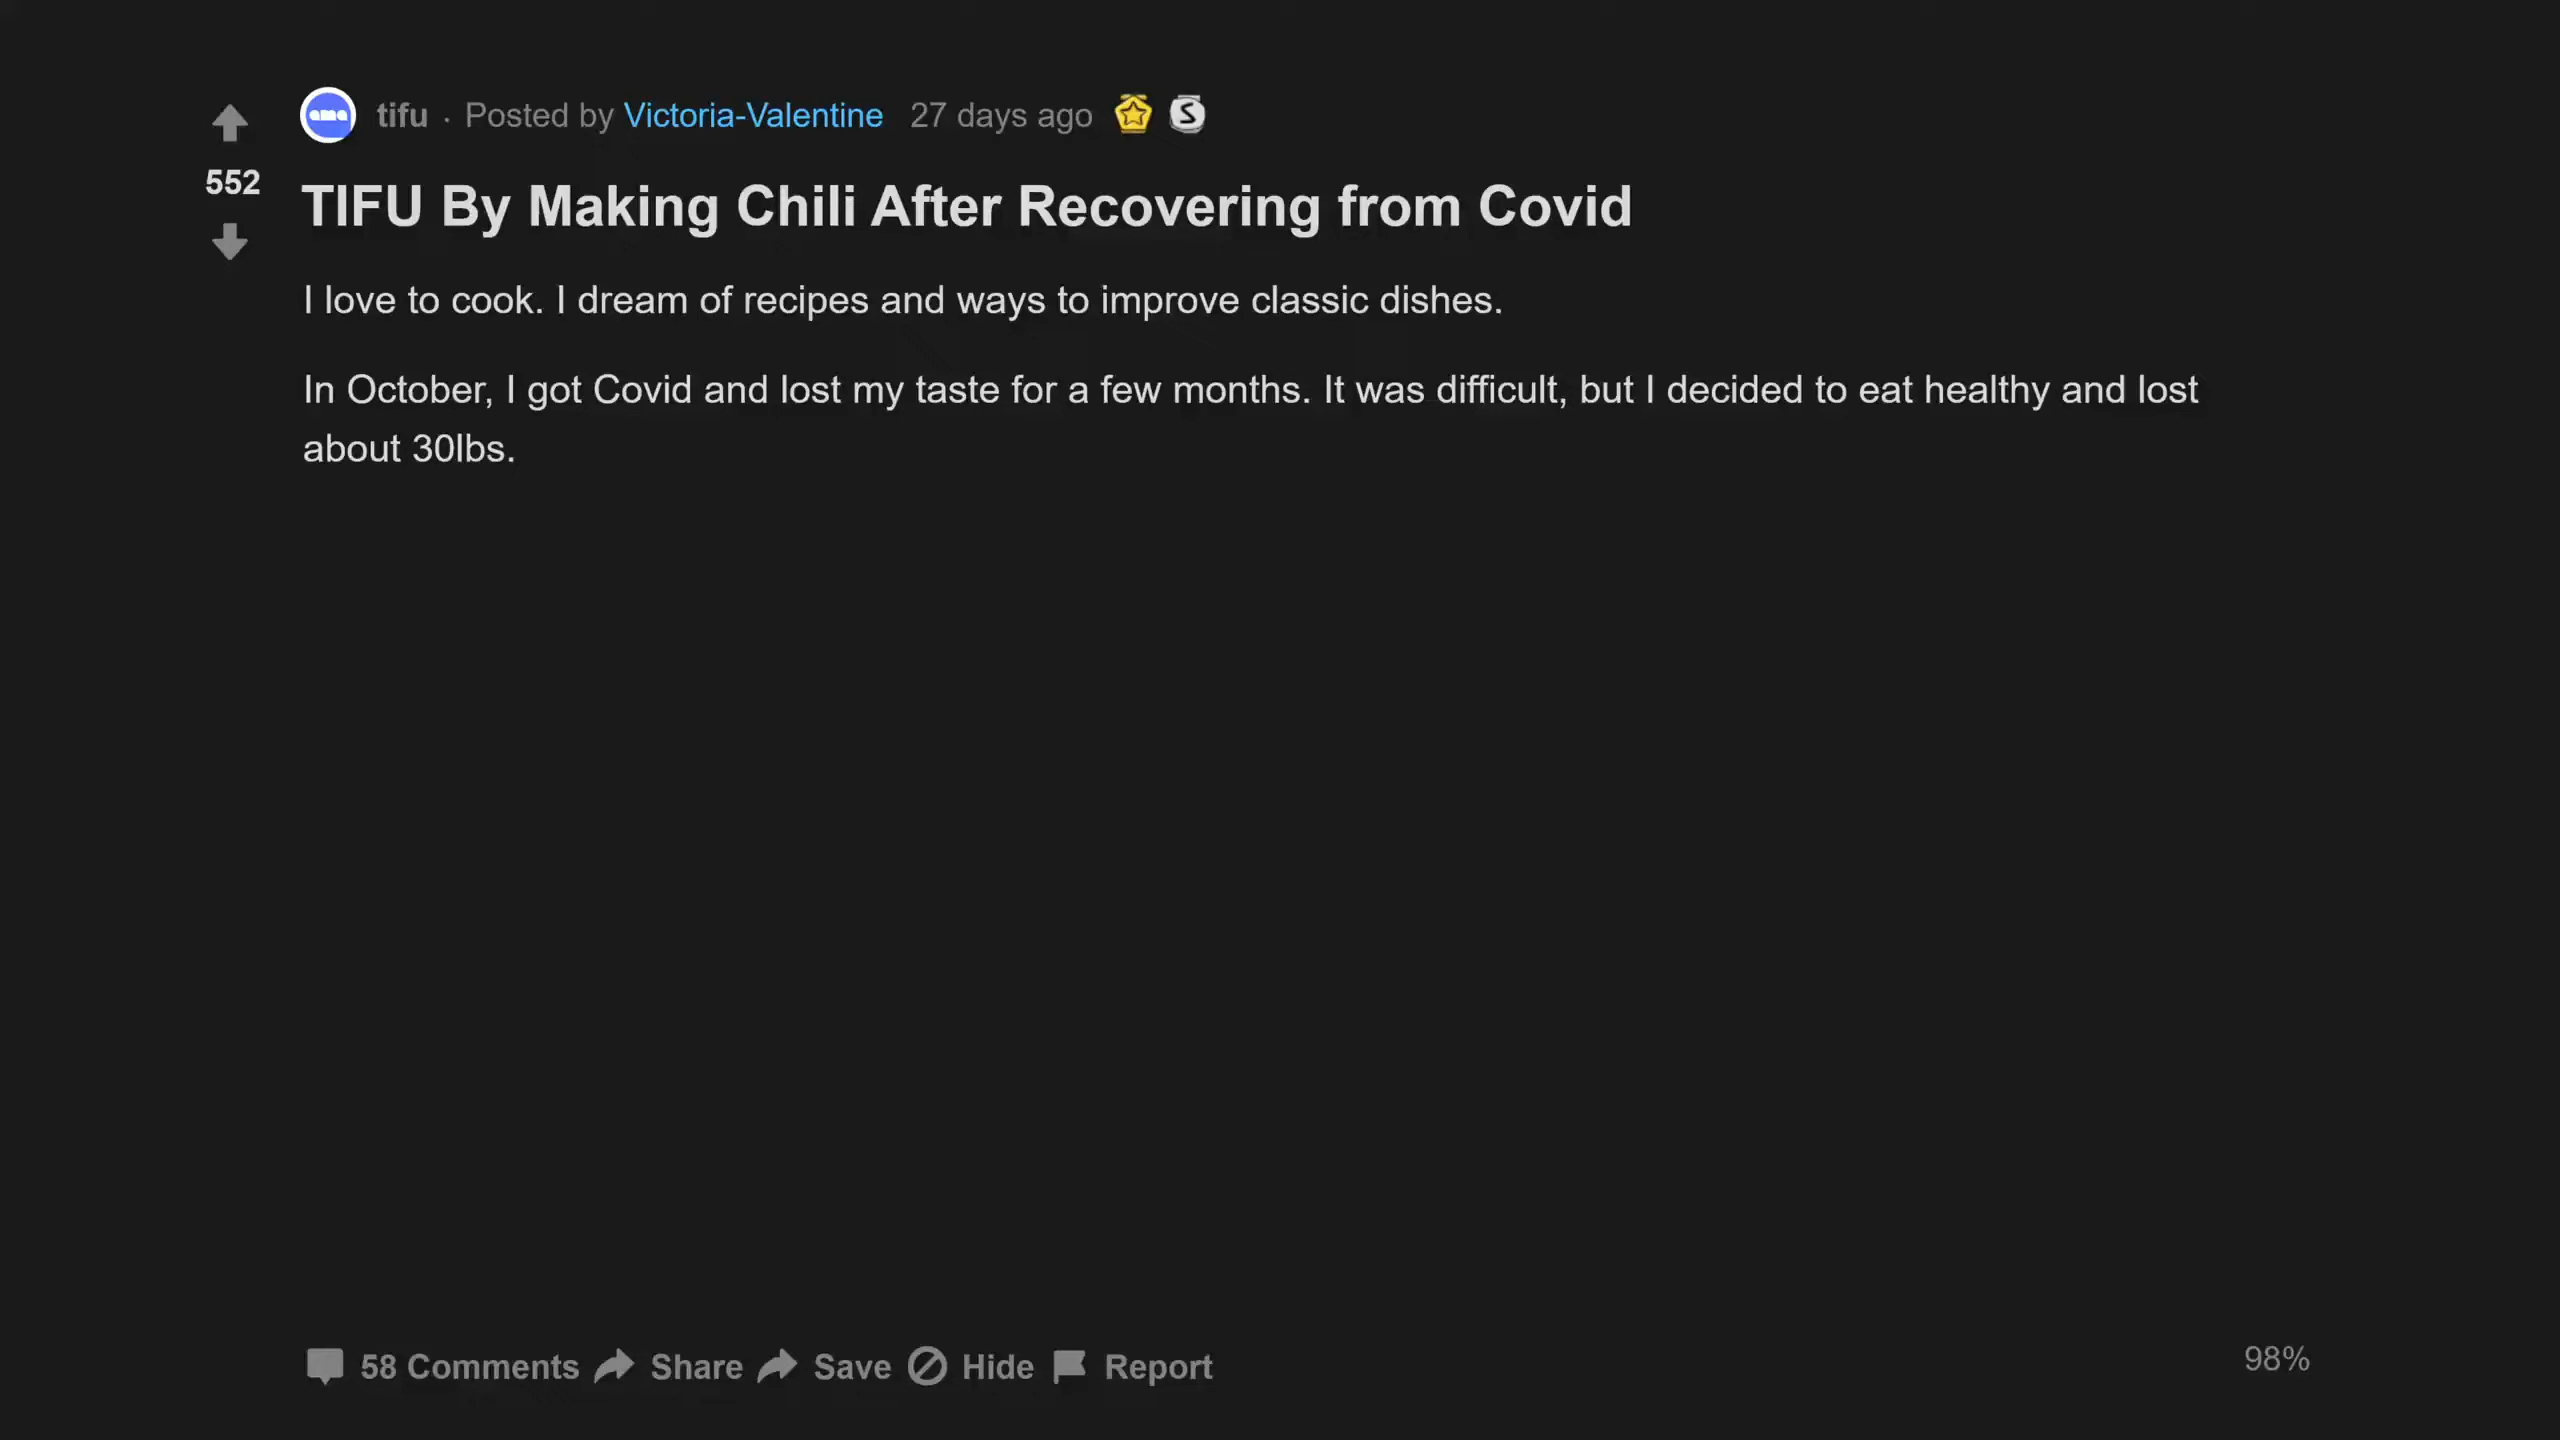 ama tifu · Posted by Victoria-Valentine 27 days ago S
552
TIFU By Making Chili After Recovering from Covid
I love to cook. I dream of recipes and ways to improve classic dishes.
In October, I got Covid and lost my taste for a few months. It was difficult, but I decided to eat healthy and lost
about 30lbs.
58 Comments Share Save Hide Report
98%